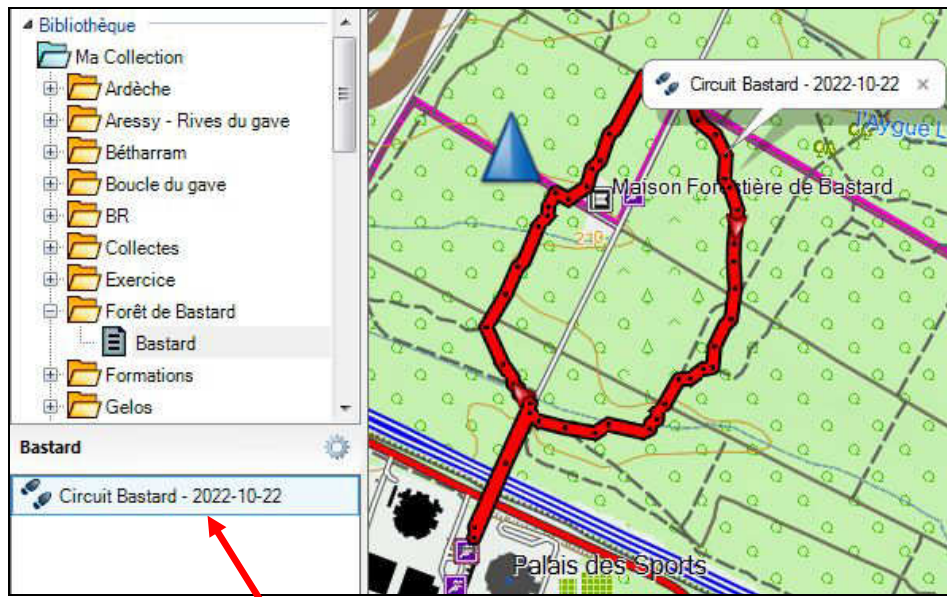 Bibliothèque
Ma Collection
Ardèche
Aressy - Rives du gave
Bétharram
Boucle du gave
BR
Collectes
Exercice
Forêt de Bastard
Bastard
Formations
Gelos
Bastard
Circuit Bastard - 2022-10-22
Circuit Bastard - 2022-10-22
l'Aygue L
Maison Forestière de Bastard
210
Palais des Sports